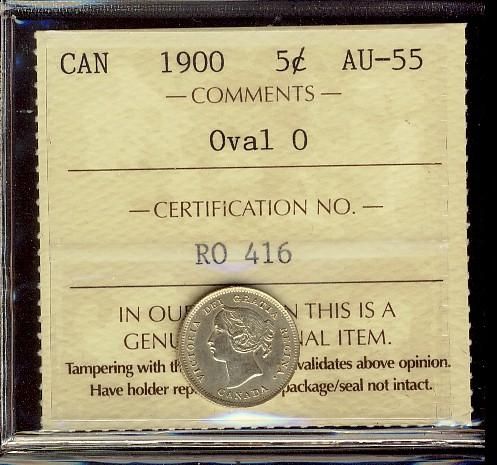 CAN 1900 5¢ AU-55
— COMMENTS —
Oval O
— CERTIFICATION NO. —
RO 416
IN OU N THIS IS A
GENU NAL ITEM.
Tampering with th validates above opinion.
Have holder rep package/seal not intact.
VICTORIA DEI GRATIA REGINA.
CANADA